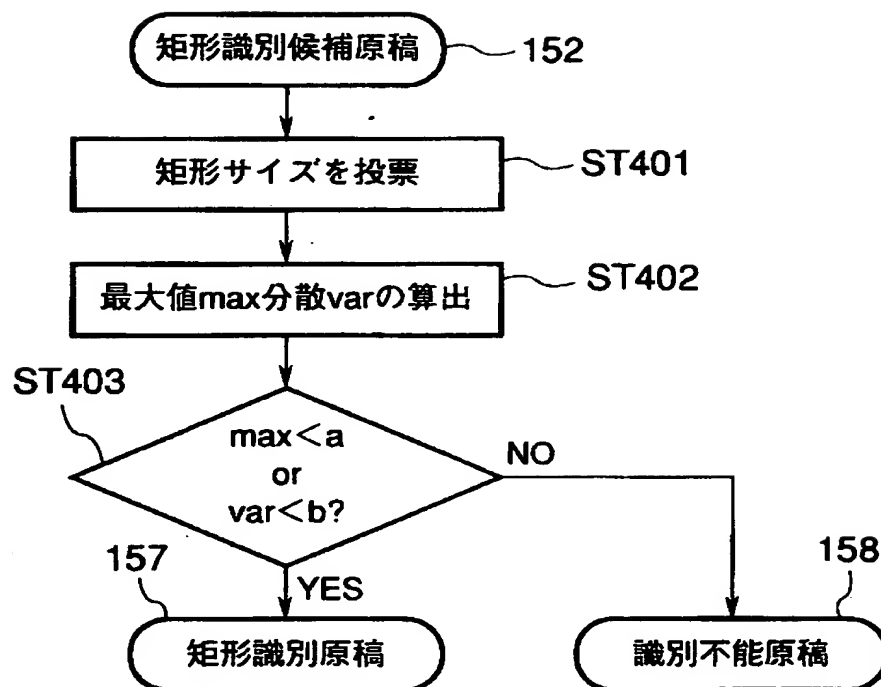 矩形識別候補原稿
152
矩形サイズを投票
ST401
最大値max分散varの算出
ST402
ST403
max<a
or
var<b?
NO
YES
157
矩形識別原稿
158
識別不能原稿